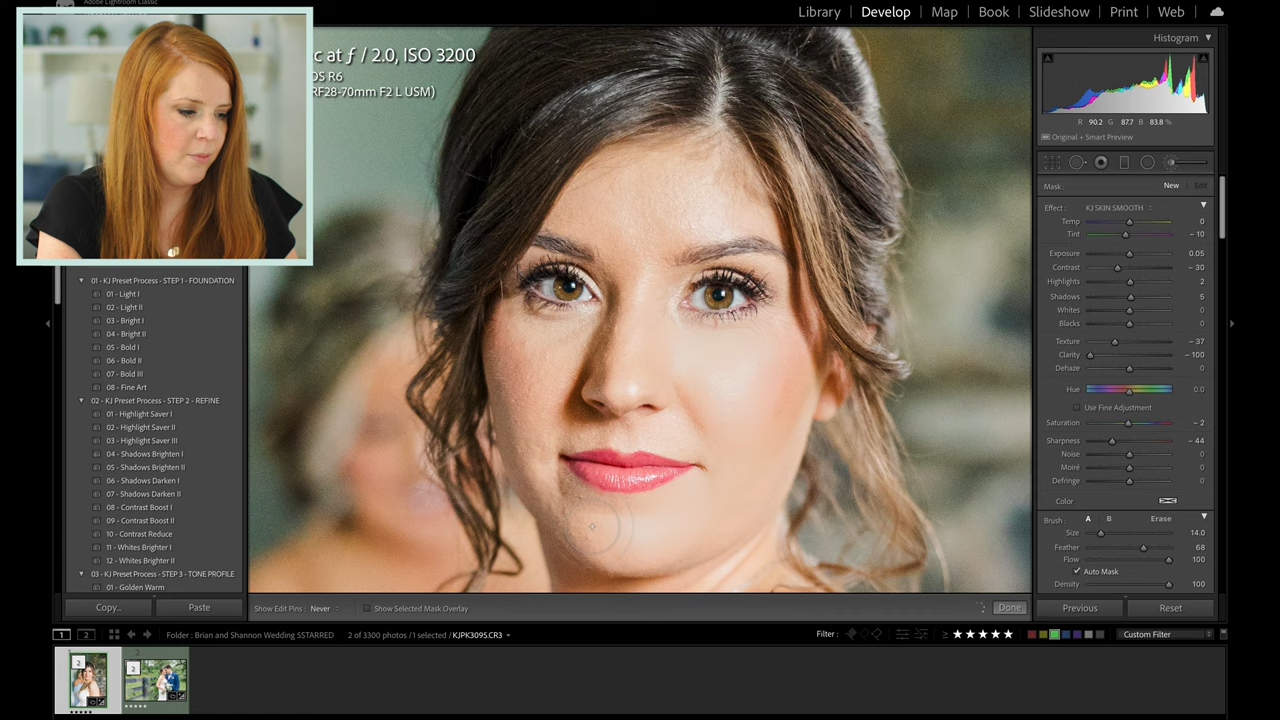 Adobe Lightroom Classic
Library | Develop | Map | Book | Slideshow | Print | Web
c at ƒ / 2.0, ISO 3200
OS R6
RF28-70mm F2 L USM)
Histogram
R 90.2 G 87.7 B 83.8 %
Original + Smart Preview
Mask : New Edit
Effect : KJ SKIN SMOOTH
Temp 0
Tint – 10
Exposure 0.05
Contrast – 30
Highlights 2
Shadows 5
Whites 0
Blacks 0
Texture – 37
Clarity – 100
Dehaze 0
Hue 0.0
Use Fine Adjustment
Saturation – 2
Sharpness – 44
Noise 0
Moiré 0
Defringe 0
Color
Brush : A B Erase
Size 14.0
Feather 68
Flow 100
Auto Mask
Density 100
Previous Reset
01 - KJ Preset Process - STEP 1 - FOUNDATION
01 - Light I
02 - Light II
03 - Bright I
04 - Bright II
05 - Bold I
06 - Bold II
07 - Bold III
08 - Fine Art
02 - KJ Preset Process - STEP 2 - REFINE
01 - Highlight Saver I
02 - Highlight Saver II
03 - Highlight Saver III
04 - Shadows Brighten I
05 - Shadows Brighten II
06 - Shadows Darken I
07 - Shadows Darken II
08 - Contrast Boost I
09 - Contrast Boost II
10 - Contrast Reduce
11 - Whites Brighter I
12 - Whites Brighter II
03 - KJ Preset Process - STEP 3 - TONE PROFILE
01 - Golden Warm
Copy... Paste
Show Edit Pins : Never Show Selected Mask Overlay Done
1 2 Folder : Brian and Shannon Wedding 5STARRED 2 of 3300 photos /1 selected / KJPK3095.CR3 Filter : ≥ ★★★★★ Custom Filter
2
2 2
★★★★★ ★★★★★